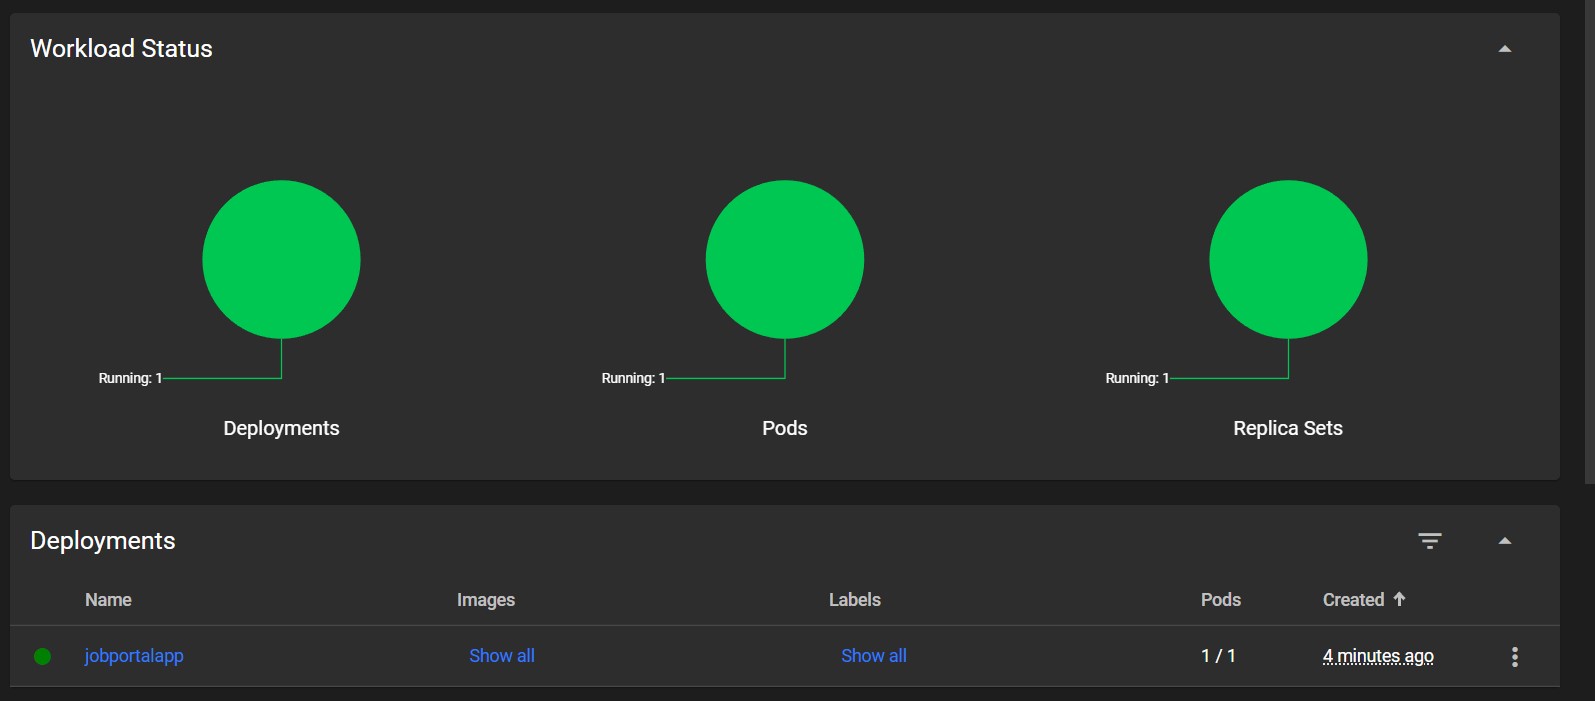 Workload Status
Running: 1
Deployments
Running: 1
Pods
Running: 1
Replica Sets
Deployments
Name Images Labels Pods Created
jobportalapp Show all Show all 1 / 1 4 minutes ago